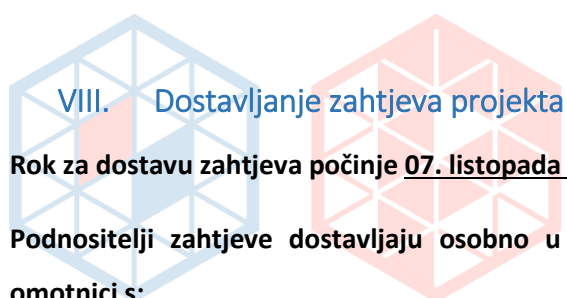 VIII. Dostavljanje zahtjeva projekta
Rok za dostavu zahtjeva počinje 07. listopada
Podnositelji zahtjeve dostavljaju osobno u
omotnici s: